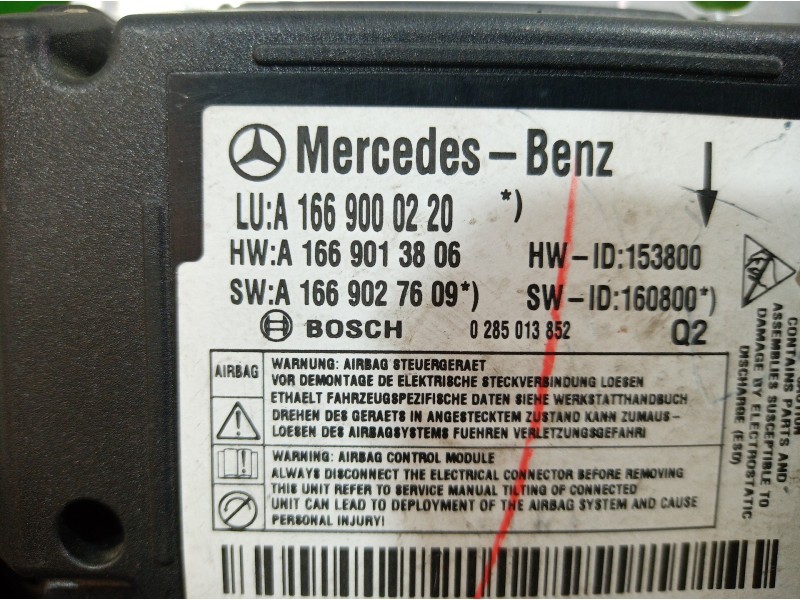 Mercedes-Benz
LU:A 166 900 02 20 *)
HW:A 166 901 38 06 HW-ID:153800
SW:A 166 902 76 09*) SW-ID:160800*)
BOSCH 0 285 013 852 Q2
AIRBAG
WARNUNG: AIRBAG STEUERGERAET
VOR DEMONTAGE DE ELEKTRISCHE STECKVERBINDUNG LOESEN
ETHAELT FAHRZEUGSPEZIFISCHE DATEN SIEHE WERKSTATTHANDBUCH
DREHEN DES GERAETS IN ANGESTECKTEM ZUSTAND KANN ZUMAUS-
LOESEN DES AIRBAGSYSTEMS FUEHREN VERLETZUNGSGEFAHR!
WARNING: AIRBAG CONTROL MODULE
ALWAYS DISCONNECT THE ELECTRICAL CONNECTOR BEFORE REMOVING
THIS UNIT REFER TO SERVICE MANUAL TILTING OF CONNECTED
UNIT CAN LEAD TO DEPLOYMENT OF THE AIRBAG SYSTEM AND CAUSE
PERSONAL INJURY!
CONTAINS PARTS AND
ASSEMBLIES SUSCEPTIBLE TO
DAMAGE BY ELECTROSTATIC
DISCHARGE (ESD)